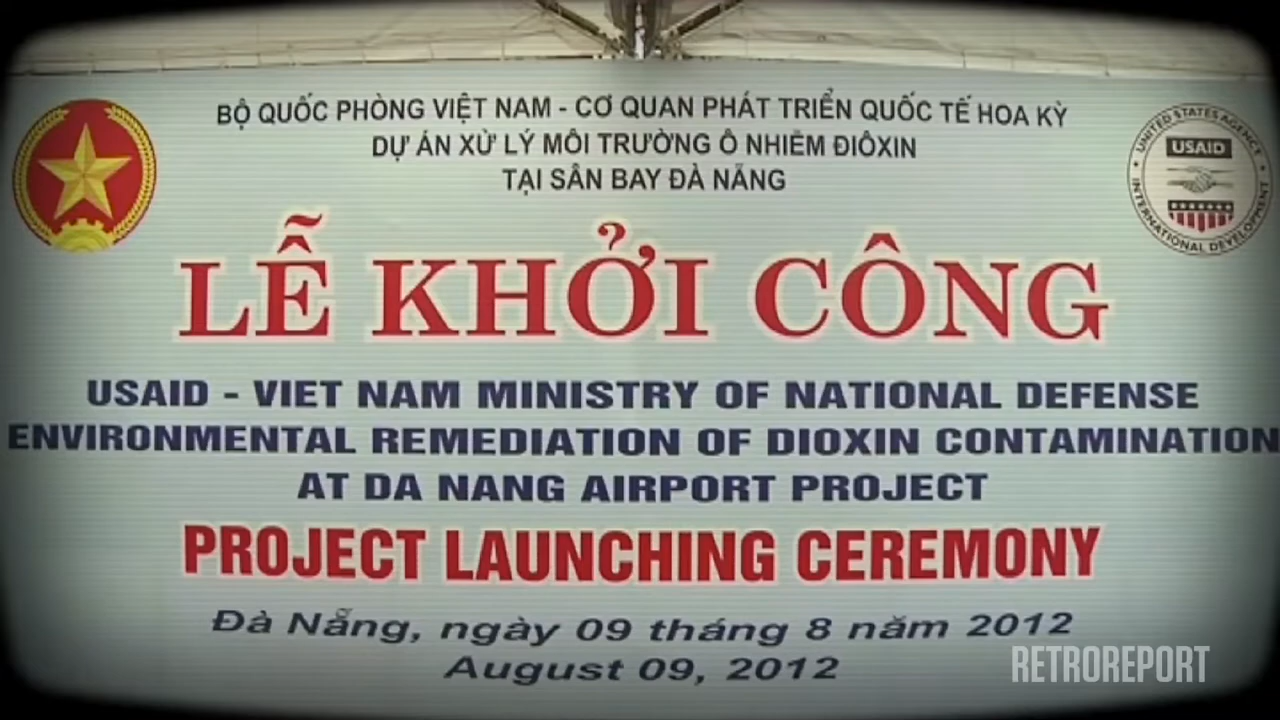 BỘ QUỐC PHÒNG VIỆT NAM - CƠ QUAN PHÁT TRIỂN QUỐC TẾ HOA KỲ
DỰ ÁN XỬ LÝ MÔI TRƯỜNG Ô NHIỄM ĐIÔXIN
TẠI SÂN BAY ĐÀ NẴNG
UNITED STATES AGENCY
USAID
INTERNATIONAL DEVELOPMENT
LỄ KHỞI CÔNG
USAID - VIET NAM MINISTRY OF NATIONAL DEFENSE
ENVIRONMENTAL REMEDIATION OF DIOXIN CONTAMINATION
AT DA NANG AIRPORT PROJECT
PROJECT LAUNCHING CEREMONY
Đà Nẵng, ngày 09 tháng 8 năm 2012
August 09, 2012
RETROREPORT